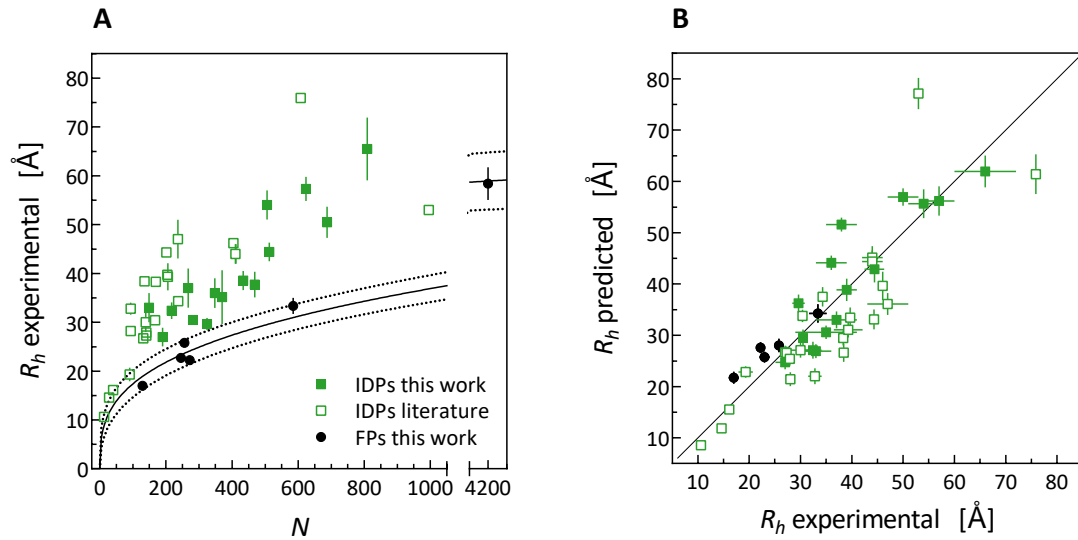 A
B
R_h experimental [Å]
80
70
60
50
40
30
20
10
0
IDPs this work
IDPs literature
FPs this work
0 200 400 600 800 1000 4200
N
R_h predicted [Å]
80
70
60
50
40
30
20
10
10 20 30 40 50 60 70 80
R_h experimental [Å]